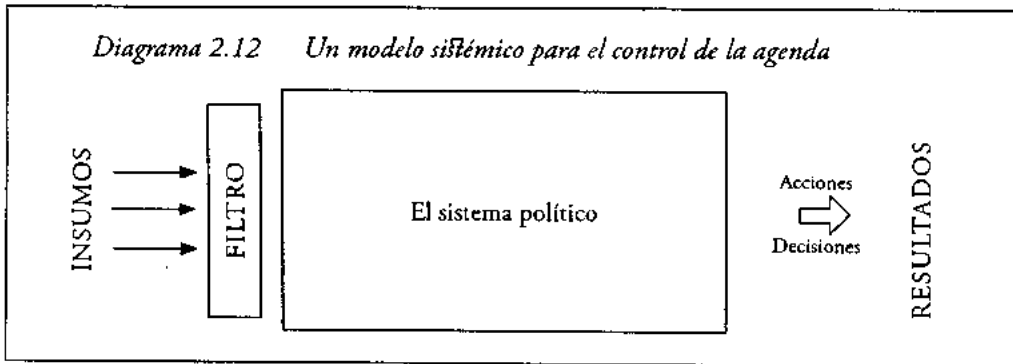 Diagrama 2.12 Un modelo sistémico para el control de la agenda
INSUMOS
FILTRO
El sistema político
Acciones
Decisiones
RESULTADOS